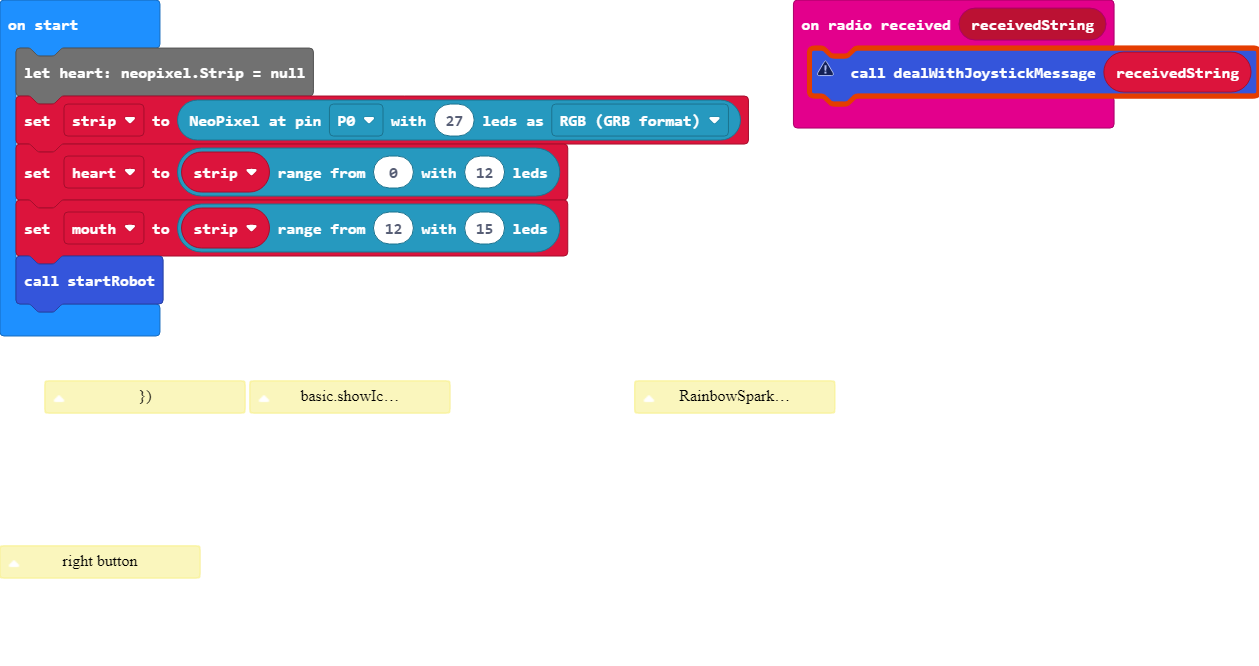 on start
let heart: neopixel.Strip = null
set strip to NeoPixel at pin P0 with 27 leds as RGB (GRB format)
set heart to strip range from 0 with 12 leds
set mouth to strip range from 12 with 15 leds
call startRobot
on radio received receivedString
call dealWithJoystickMessage receivedString
})
basic.showIc…
RainbowSpark…
right button